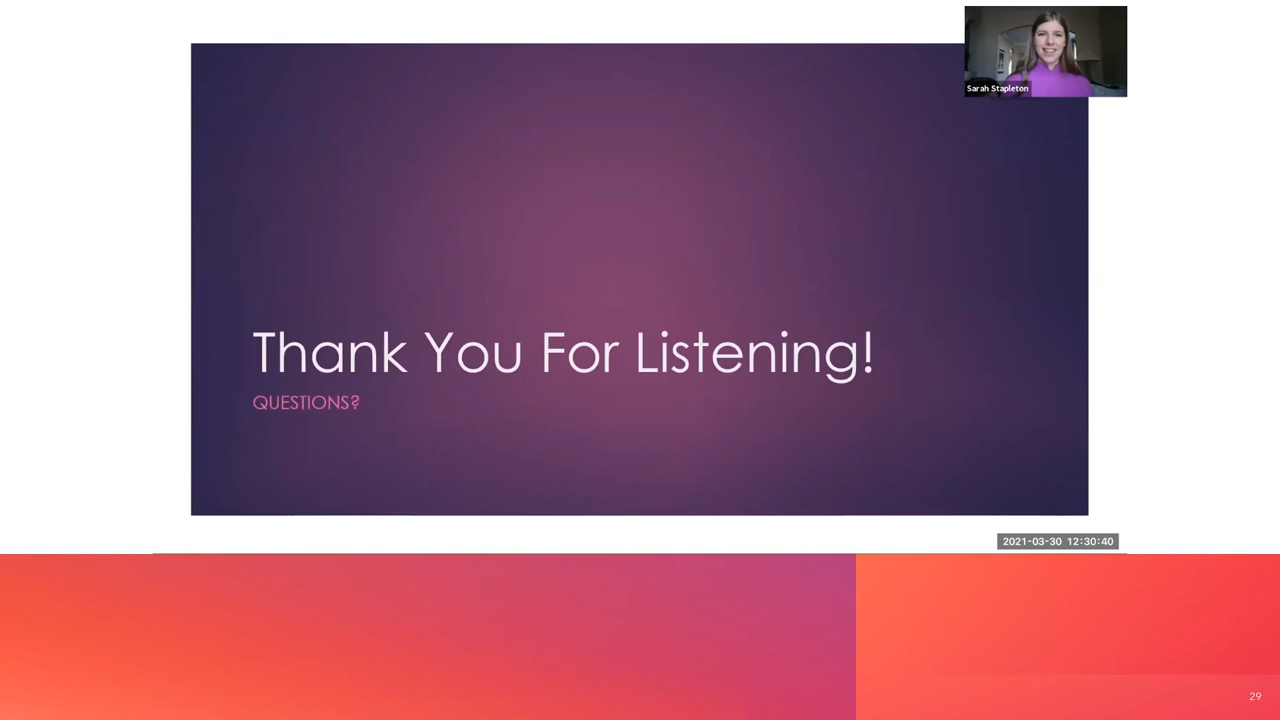 Sarah Stapleton
Thank You For Listening!
QUESTIONS?
2021-03-30 12:30:40
29